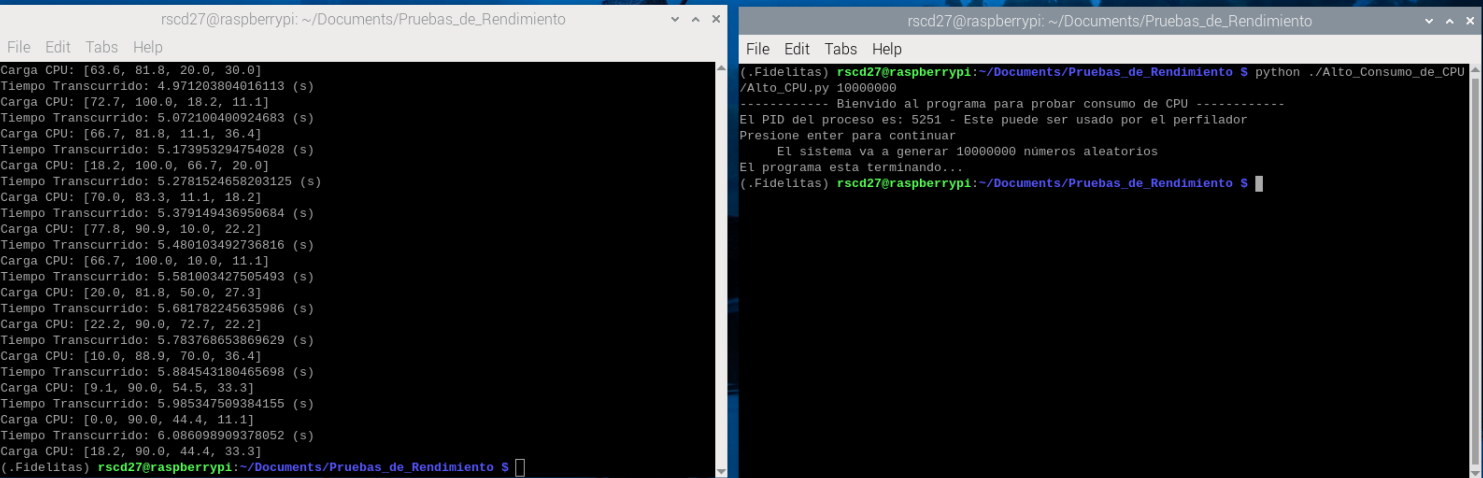 rscd27@raspberrypi: ~/Documents/Pruebas_de_Rendimiento
File Edit Tabs Help
Carga CPU: [63.6, 81.8, 20.0, 30.0]
Tiempo Transcurrido: 4.971203804016113 (s)
Carga CPU: [72.7, 100.0, 18.2, 11.1]
Tiempo Transcurrido: 5.072100400924683 (s)
Carga CPU: [66.7, 81.8, 11.1, 36.4]
Tiempo Transcurrido: 5.173953294754028 (s)
Carga CPU: [18.2, 100.0, 66.7, 20.0]
Tiempo Transcurrido: 5.2781524658203125 (s)
Carga CPU: [70.0, 83.3, 11.1, 18.2]
Tiempo Transcurrido: 5.379149436950684 (s)
Carga CPU: [77.8, 90.9, 10.0, 22.2]
Tiempo Transcurrido: 5.480103492736816 (s)
Carga CPU: [66.7, 100.0, 10.0, 11.1]
Tiempo Transcurrido: 5.581003427505493 (s)
Carga CPU: [20.0, 81.8, 50.0, 27.3]
Tiempo Transcurrido: 5.681782245635986 (s)
Carga CPU: [22.2, 90.0, 72.7, 22.2]
Tiempo Transcurrido: 5.783768653869629 (s)
Carga CPU: [10.0, 88.9, 70.0, 36.4]
Tiempo Transcurrido: 5.884543180465698 (s)
Carga CPU: [9.1, 90.0, 54.5, 33.3]
Tiempo Transcurrido: 5.985347509384155 (s)
Carga CPU: [0.0, 90.0, 44.4, 11.1]
Tiempo Transcurrido: 6.086098909378052 (s)
Carga CPU: [18.2, 90.0, 44.4, 33.3]
(.Fidelitas) rscd27@raspberrypi:~/Documents/Pruebas_de_Rendimiento $
rscd27@raspberrypi: ~/Documents/Pruebas_de_Rendimiento
File Edit Tabs Help
(.Fidelitas) rscd27@raspberrypi:~/Documents/Pruebas_de_Rendimiento $ python ./Alto_Consumo_de_CPU
/Alto_CPU.py 10000000
------------ Bienvido al programa para probar consumo de CPU ------------
El PID del proceso es: 5251 - Este puede ser usado por el perfilador
Presione enter para continuar
El sistema va a generar 10000000 números aleatorios
El programa esta terminando...
(.Fidelitas) rscd27@raspberrypi:~/Documents/Pruebas_de_Rendimiento $